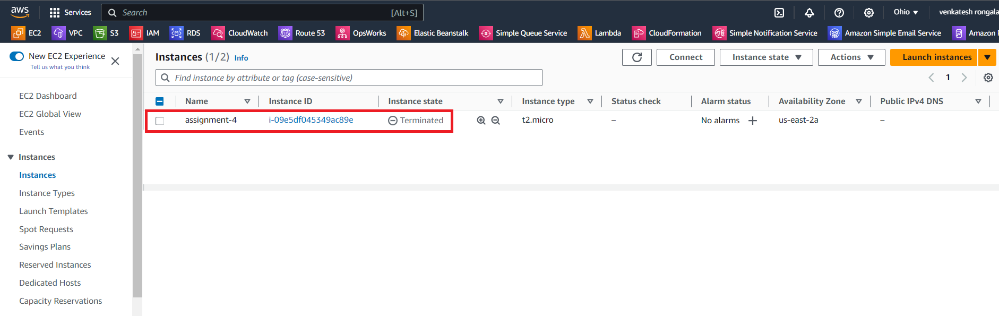 aws Services Search [Alt+S] Ohio venkatesh rongala
EC2 VPC S3 IAM RDS CloudWatch Route 53 OpsWorks Elastic Beanstalk Simple Queue Service Lambda CloudFormation Simple Notification Service Amazon Simple Email Service Amazon
New EC2 Experience
Tell us what you think
EC2 Dashboard
EC2 Global View
Events
Instances
Instances
Instance Types
Launch Templates
Spot Requests
Savings Plans
Reserved Instances
Dedicated Hosts
Capacity Reservations
Instances (1/2) Info Connect Instance state Actions Launch instances
Find instance by attribute or tag (case-sensitive) 1
Name Instance ID Instance state Instance type Status check Alarm status Availability Zone Public IPv4 DNS
assignment-4 i-09e5df045349ac89e Terminated t2.micro – No alarms + us-east-2a –